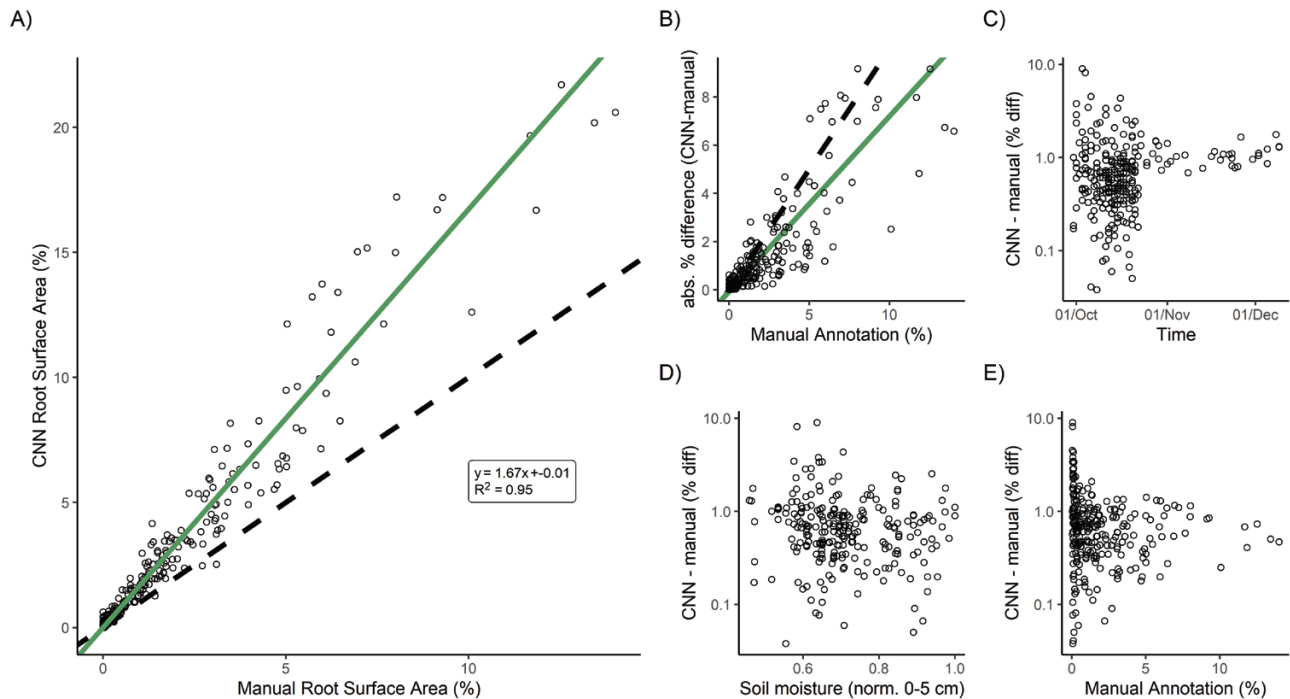 A)
CNN Root Surface Area (%)
20
15
10
5
0
y = 1.67x +-0.01
R² = 0.95
0 5 10
Manual Root Surface Area (%)
B)
abs. % difference (CNN-manual)
8
6
4
2
0
0 5 10
Manual Annotation (%)
C)
CNN - manual (% diff)
10.0
1.0
0.1
01/Oct 01/Nov 01/Dec
Time
D)
CNN - manual (% diff)
10.0
1.0
0.1
0.6 0.8 1.0
Soil moisture (norm. 0-5 cm)
E)
CNN - manual (% diff)
10.0
1.0
0.1
0 5 10
Manual Annotation (%)